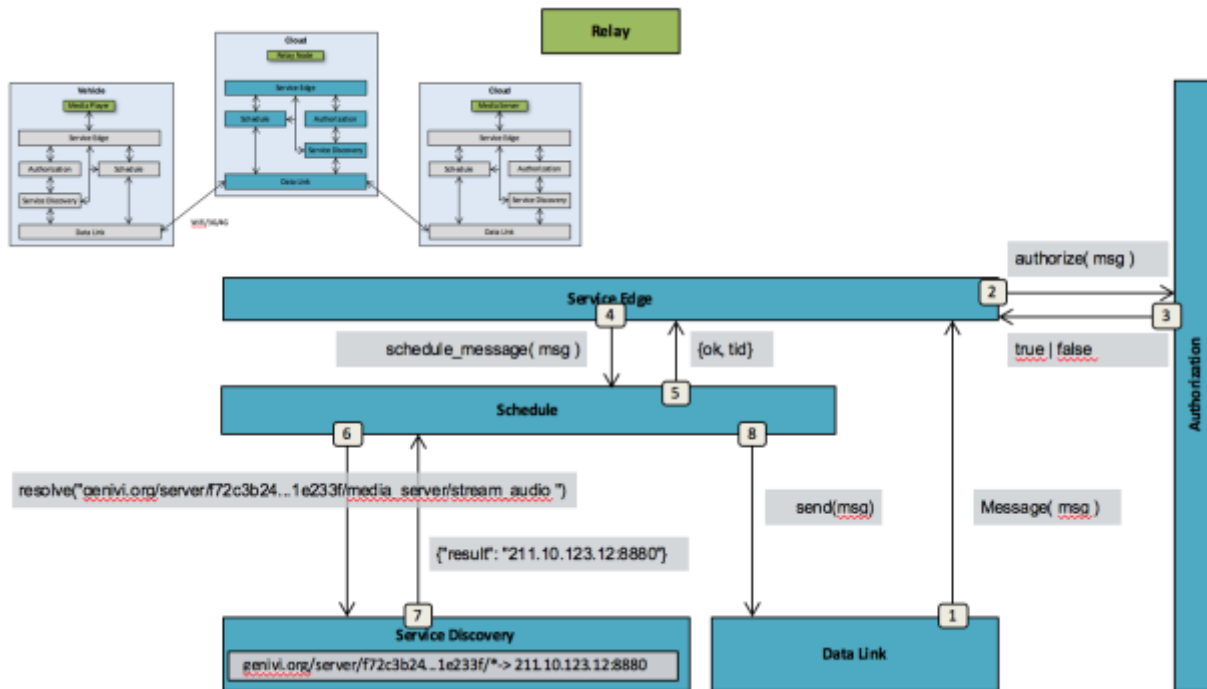 Relay
Cloud
Relay Node
Service Edge
Schedule
Authorization
Service Discovery
Data Link
Vehicle
Media Player
Service Edge
Authorization
Schedule
Service Discovery
Data Link
Cloud
Media Server
Service Edge
Schedule
Authorization
Service Discovery
Data Link
authorize( msg )
2
3
true | false
Service Edge
4
schedule_message( msg )
{ok, tid}
5
Schedule
6
8
resolve("genivi.org/server/f72c3b24...1e233f/media_server/stream_audio ")
send(msg)
Message( msg )
{"result": "211.10.123.12:8880"}
7
1
Service Discovery
genivi.org/server/f72c3b24...1e233f/*-> 211.10.123.12:8880
Data Link
Authorization